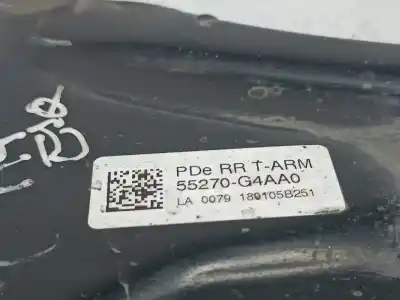 PDe RR T-ARM
55270-G4AA0
LA 0079 180105B251